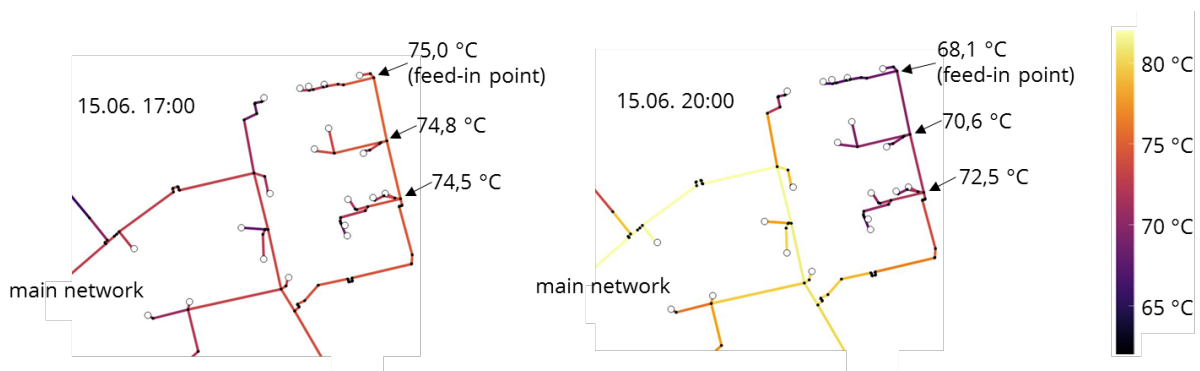 75,0 °C
(feed-in point)
15.06. 17:00
74,8 °C
74,5 °C
main network
68,1 °C
(feed-in point)
15.06. 20:00
70,6 °C
72,5 °C
main network
80 °C
75 °C
70 °C
65 °C